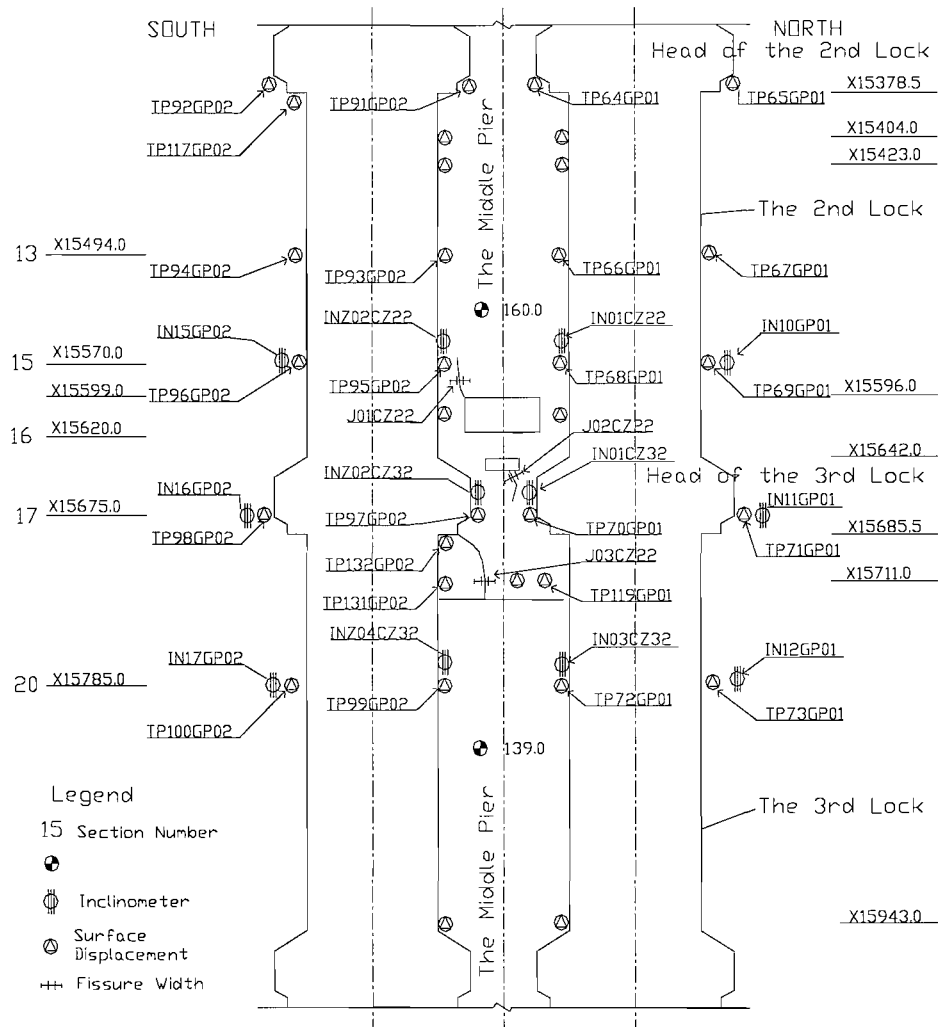 SOUTH
NORTH
Head of the 2nd Lock
TP92GP02
TP91GP02
TP64GP01
TP65GP01
X15378.5
TP117GP02
X15404.0
X15423.0
The Middle Pier
The 2nd Lock
13 X15494.0
TP94GP02
TP93GP02
TP66GP01
TP67GP01
160.0
INZ02CZ22
IN01CZ22
IN15GP02
IN10GP01
15 X15570.0
X15599.0
TP96GP02
TP95GP02
TP68GP01
TP69GP01
X15596.0
J01CZ22
16 X15620.0
J02CZ22
X15642.0
INZ02CZ32
IN01CZ32
Head of the 3rd Lock
IN16GP02
IN11GP01
17 X15675.0
TP98GP02
TP97GP02
TP70GP01
X15685.5
TP71GP01
TP132GP02
J03CZ22
X15711.0
TP131GP02
TP119GP01
INZ04CZ32
IN03CZ32
IN17GP02
IN12GP01
20 X15785.0
TP100GP02
TP99GP02
TP72GP01
TP73GP01
139.0
The Middle Pier
The 3rd Lock
X15943.0
Legend
15 Section Number
Inclinometer
Surface
Displacement
Fissure Width